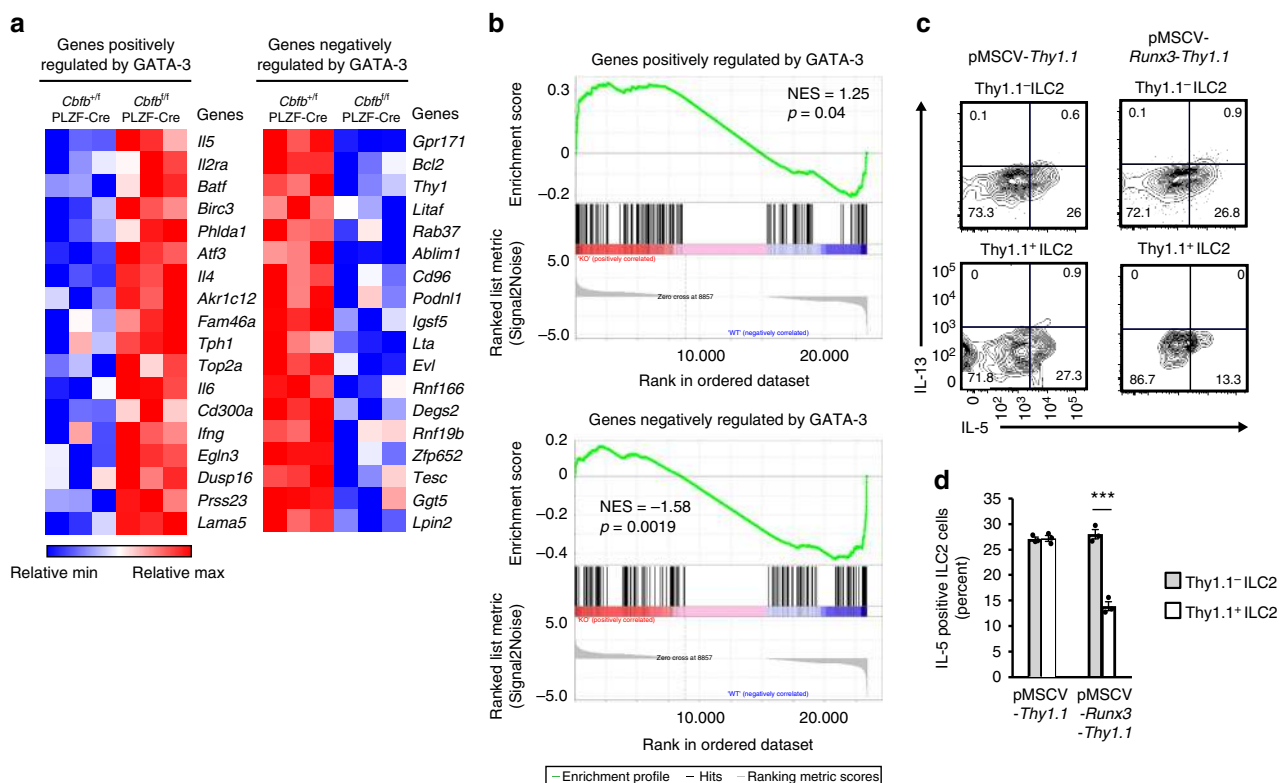 a
Genes positively
regulated by GATA-3
Genes negatively
regulated by GATA-3
Cbfb+/f
PLZF-Cre
Cbfbf/f
PLZF-Cre
Genes
Cbfb+/f
PLZF-Cre
Cbfbf/f
PLZF-Cre
Genes
Il5
Il2ra
Batf
Birc3
Phlda1
Atf3
Il4
Akr1c12
Fam46a
Tph1
Top2a
Il6
Cd300a
Ifng
Egln3
Dusp16
Prss23
Lama5
Gpr171
Bcl2
Thy1
Litaf
Rab37
Ablim1
Cd96
Podnl1
Igsf5
Lta
Evl
Rnf166
Degs2
Rnf19b
Zfp652
Tesc
Ggt5
Lpin2
Relative min
Relative max
b
Genes positively regulated by GATA-3
Enrichment score
0.3
0
−0.2
NES = 1.25
p = 0.04
Ranked list metric
(Signal2Noise)
5.0
−5.0
'KO' (positively correlated)
Zero cross at 8857
'WT' (negatively correlated)
10.000
20.000
Rank in ordered dataset
Genes negatively regulated by GATA-3
Enrichment score
0.2
0
−0.2
−0.4
NES = −1.58
p = 0.0019
Ranked list metric
(Signal2Noise)
5.0
−5.0
'KO' (positively correlated)
Zero cross at 8857
'WT' (negatively correlated)
10.000
20.000
Rank in ordered dataset
Enrichment profile
Hits
Ranking metric scores
c
pMSCV-Thy1.1
pMSCV-
Runx3-Thy1.1
Thy1.1− ILC2
Thy1.1− ILC2
0.1
0.6
73.3
26
0.1
0.9
72.1
26.8
Thy1.1+ ILC2
Thy1.1+ ILC2
0
0.9
71.8
27.3
0
0
86.7
13.3
10⁵
10⁴
10³
10²
0
0
10²
10³
10⁴
10⁵
IL-13
IL-5
d
IL-5 positive ILC2 cells
(percent)
35
30
25
20
15
10
5
0
***
pMSCV
-Thy1.1
pMSCV
-Runx3
-Thy1.1
Thy1.1− ILC2
Thy1.1+ ILC2